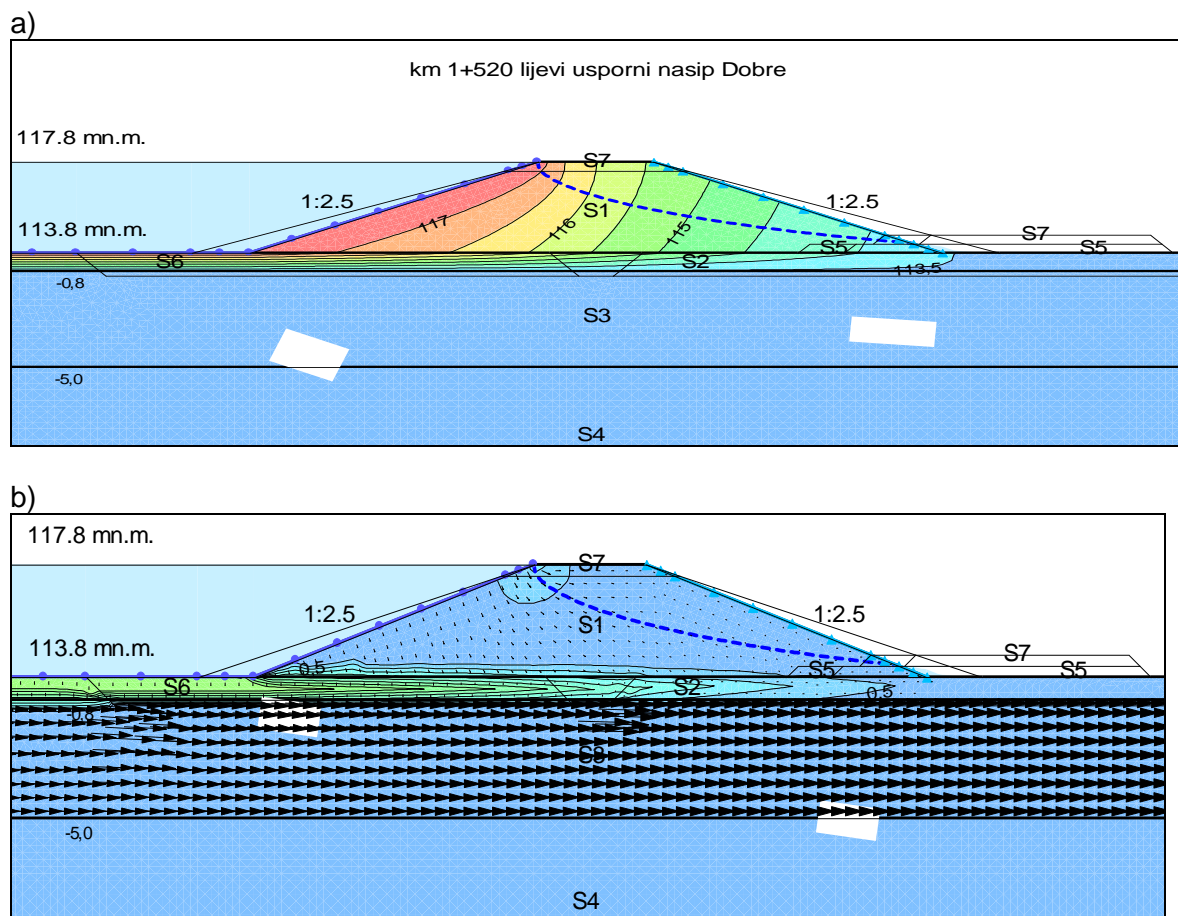 a)
km 1+520 lijevi usporni nasip Dobre
117.8 mn.m.
S7
1:2.5
1:2.5
117
S1
116
115
113.8 mn.m.
S7
S5
S5
S6
S2
113,5
-0,8
S3
-5,0
S4
b)
117.8 mn.m.
S7
1:2.5
1:2.5
S1
113.8 mn.m.
S7
0.5
S5
S5
S6
S2
0.5
-0,8
S8
-5,0
S4